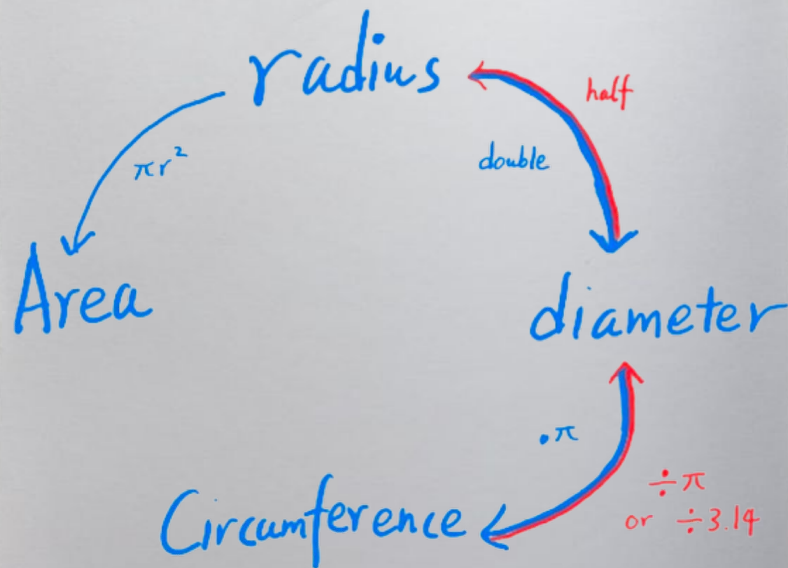 radius
half
double
πr²
Area
diameter
·π
÷π
or ÷3.14
Circumference